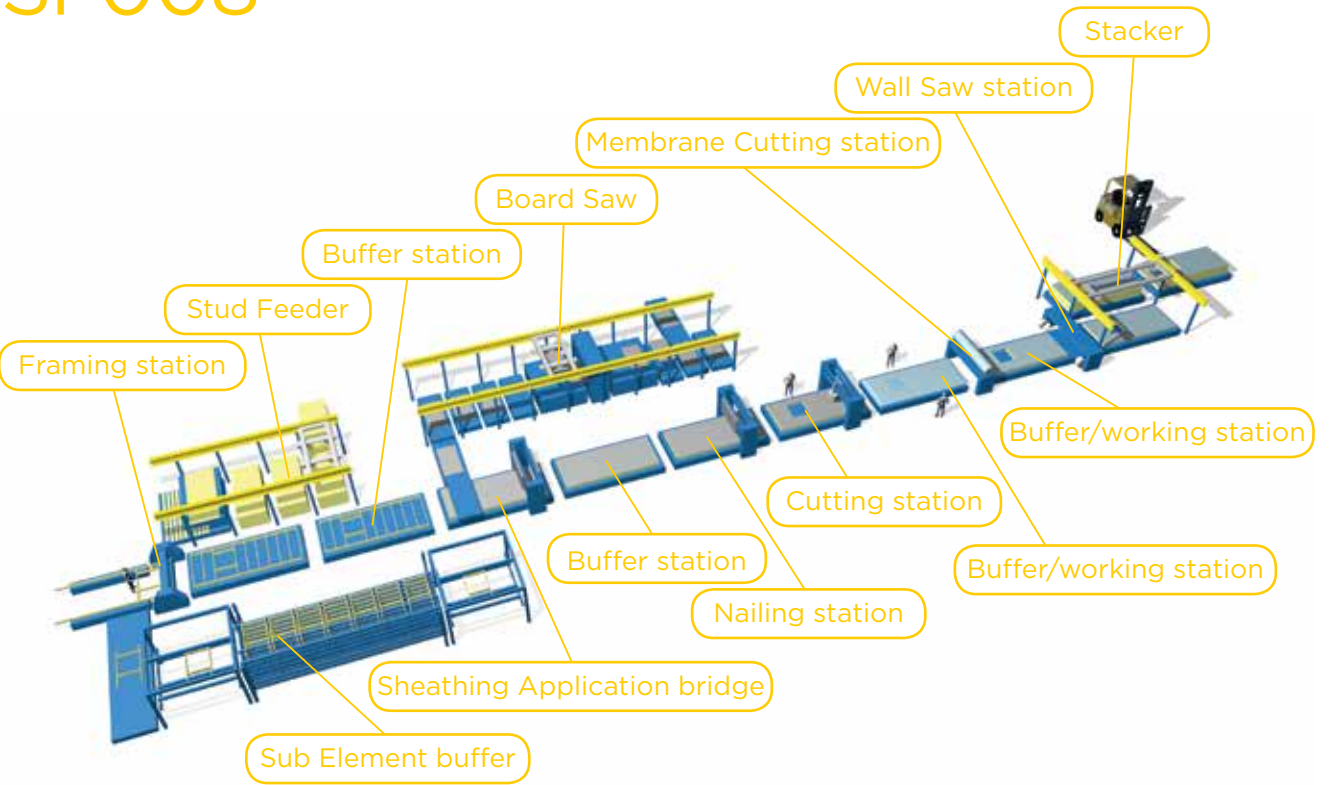 Stacker
Wall Saw station
Membrane Cutting station
Board Saw
Buffer station
Stud Feeder
Framing station
Buffer/working station
Cutting station
Buffer station
Buffer/working station
Nailing station
Sheathing Application bridge
Sub Element buffer